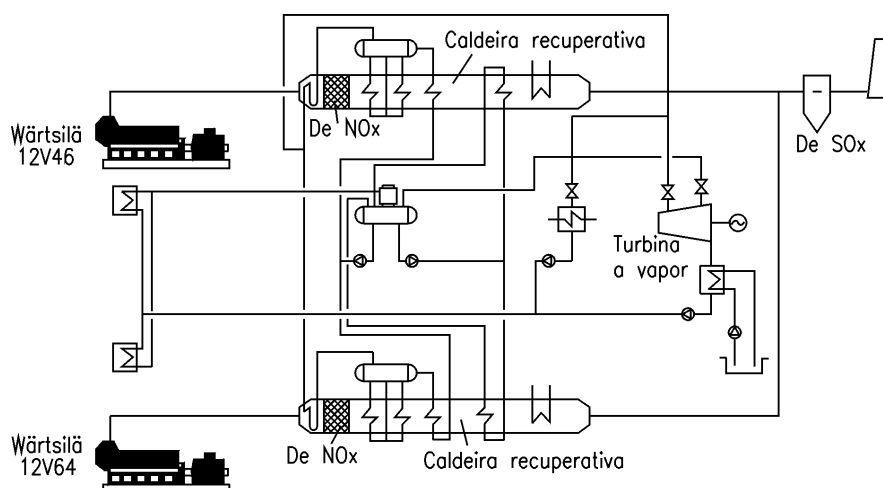 Caldeira recuperativa
De NOx
Wärtsilä
12V46
De SOx
Turbina
a vapor
De NOx
Caldeira recuperativa
Wärtsilä
12V64